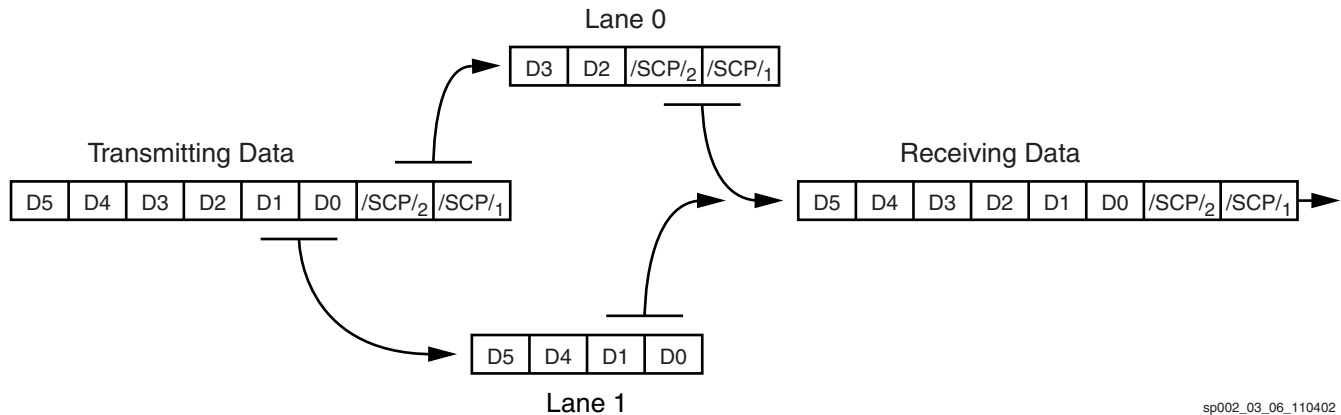 Lane 0
D3 D2 /SCP/2 /SCP/1
Transmitting Data
D5 D4 D3 D2 D1 D0 /SCP/2 /SCP/1
Receiving Data
D5 D4 D3 D2 D1 D0 /SCP/2 /SCP/1
D5 D4 D1 D0
Lane 1
sp002_03_06_110402